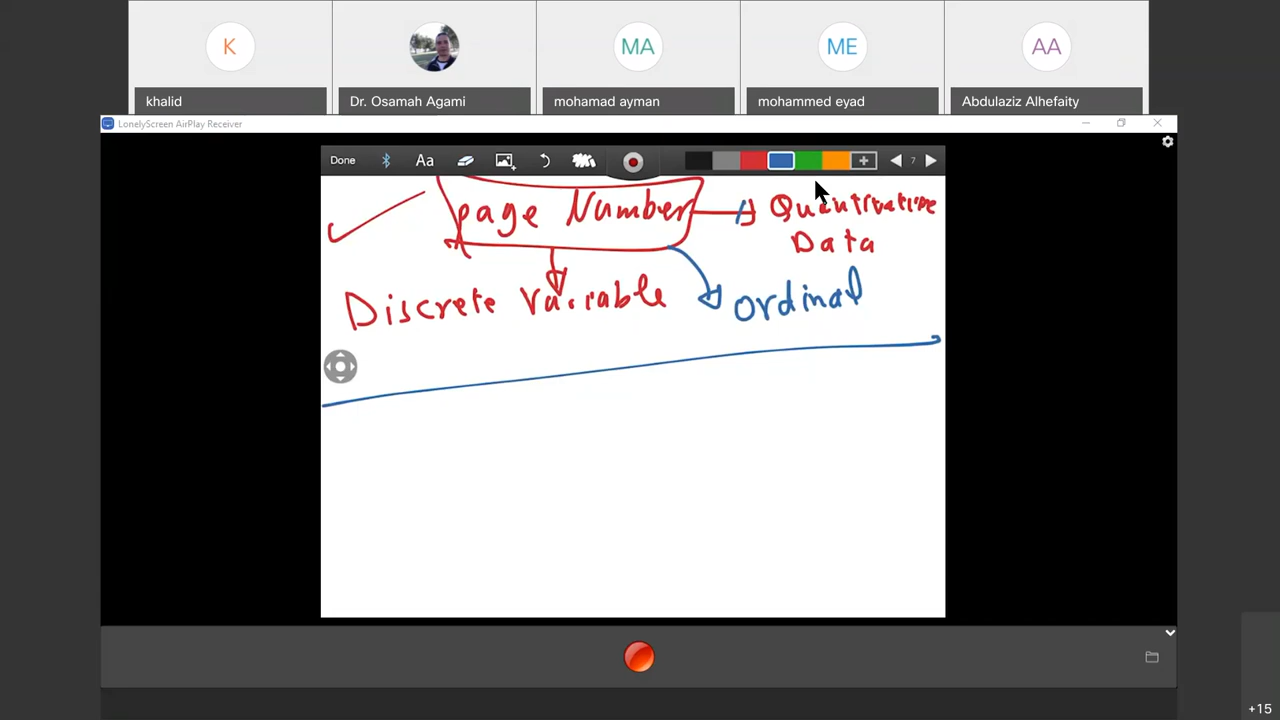 K
MA
ME
AA
khalid
Dr. Osamah Agami
mohamad ayman
mohammed eyad
Abdulaziz Alhefaity
LonelyScreen AirPlay Receiver
Done
Aa
7
page Number
Quantitative
Data
Discrete Variable
ordinal
+15